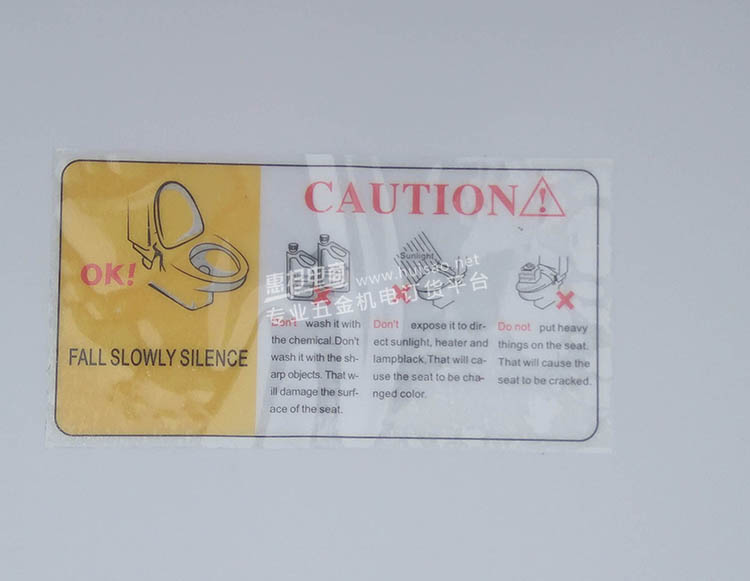 CAUTION
OK!
FALL SLOWLY SILENCE
Sunlight
Don't wash it with
the chemical.Don't
wash it with the sh-
arp objects. That w-
ill damage the surf-
ace of the seat.
Don't expose it to dir-
ect sunlight, heater and
lampblack.That will ca-
use the seat to be cha-
nged color.
Do not put heavy
things on the seat.
That will cause the
seat to be cracked.
www.huisao.net
专业五金机电订货平台